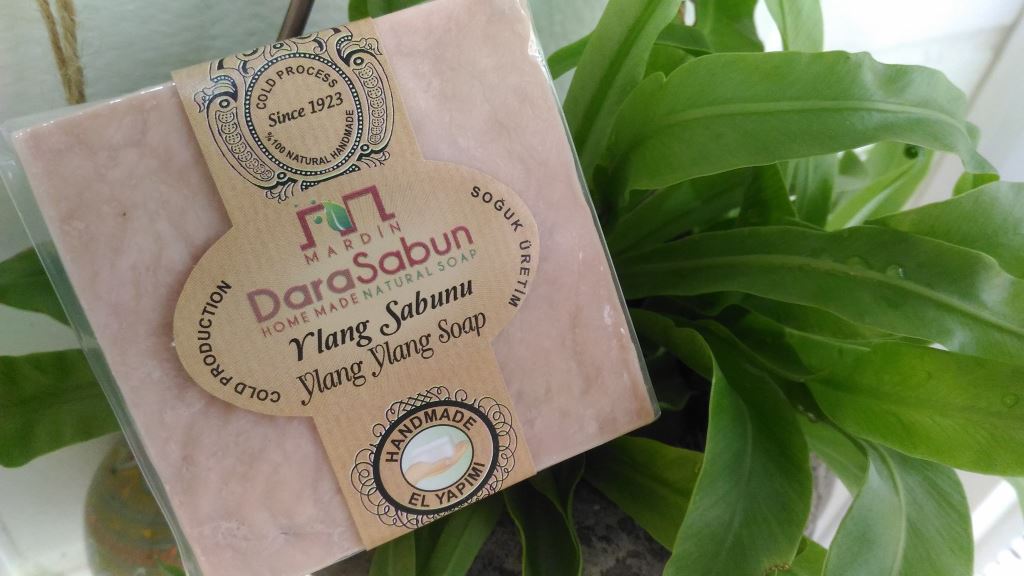 COLD PROCESS
Since 1923
%100 NATURAL HANDMADE
MARDIN
DaraSabun
HOME MADE NATURAL SOAP
Ylang Sabunu
Ylang Ylang Soap
COLD PRODUCTION
SOĞUK ÜRETİM
HANDMADE
EL YAPIMI